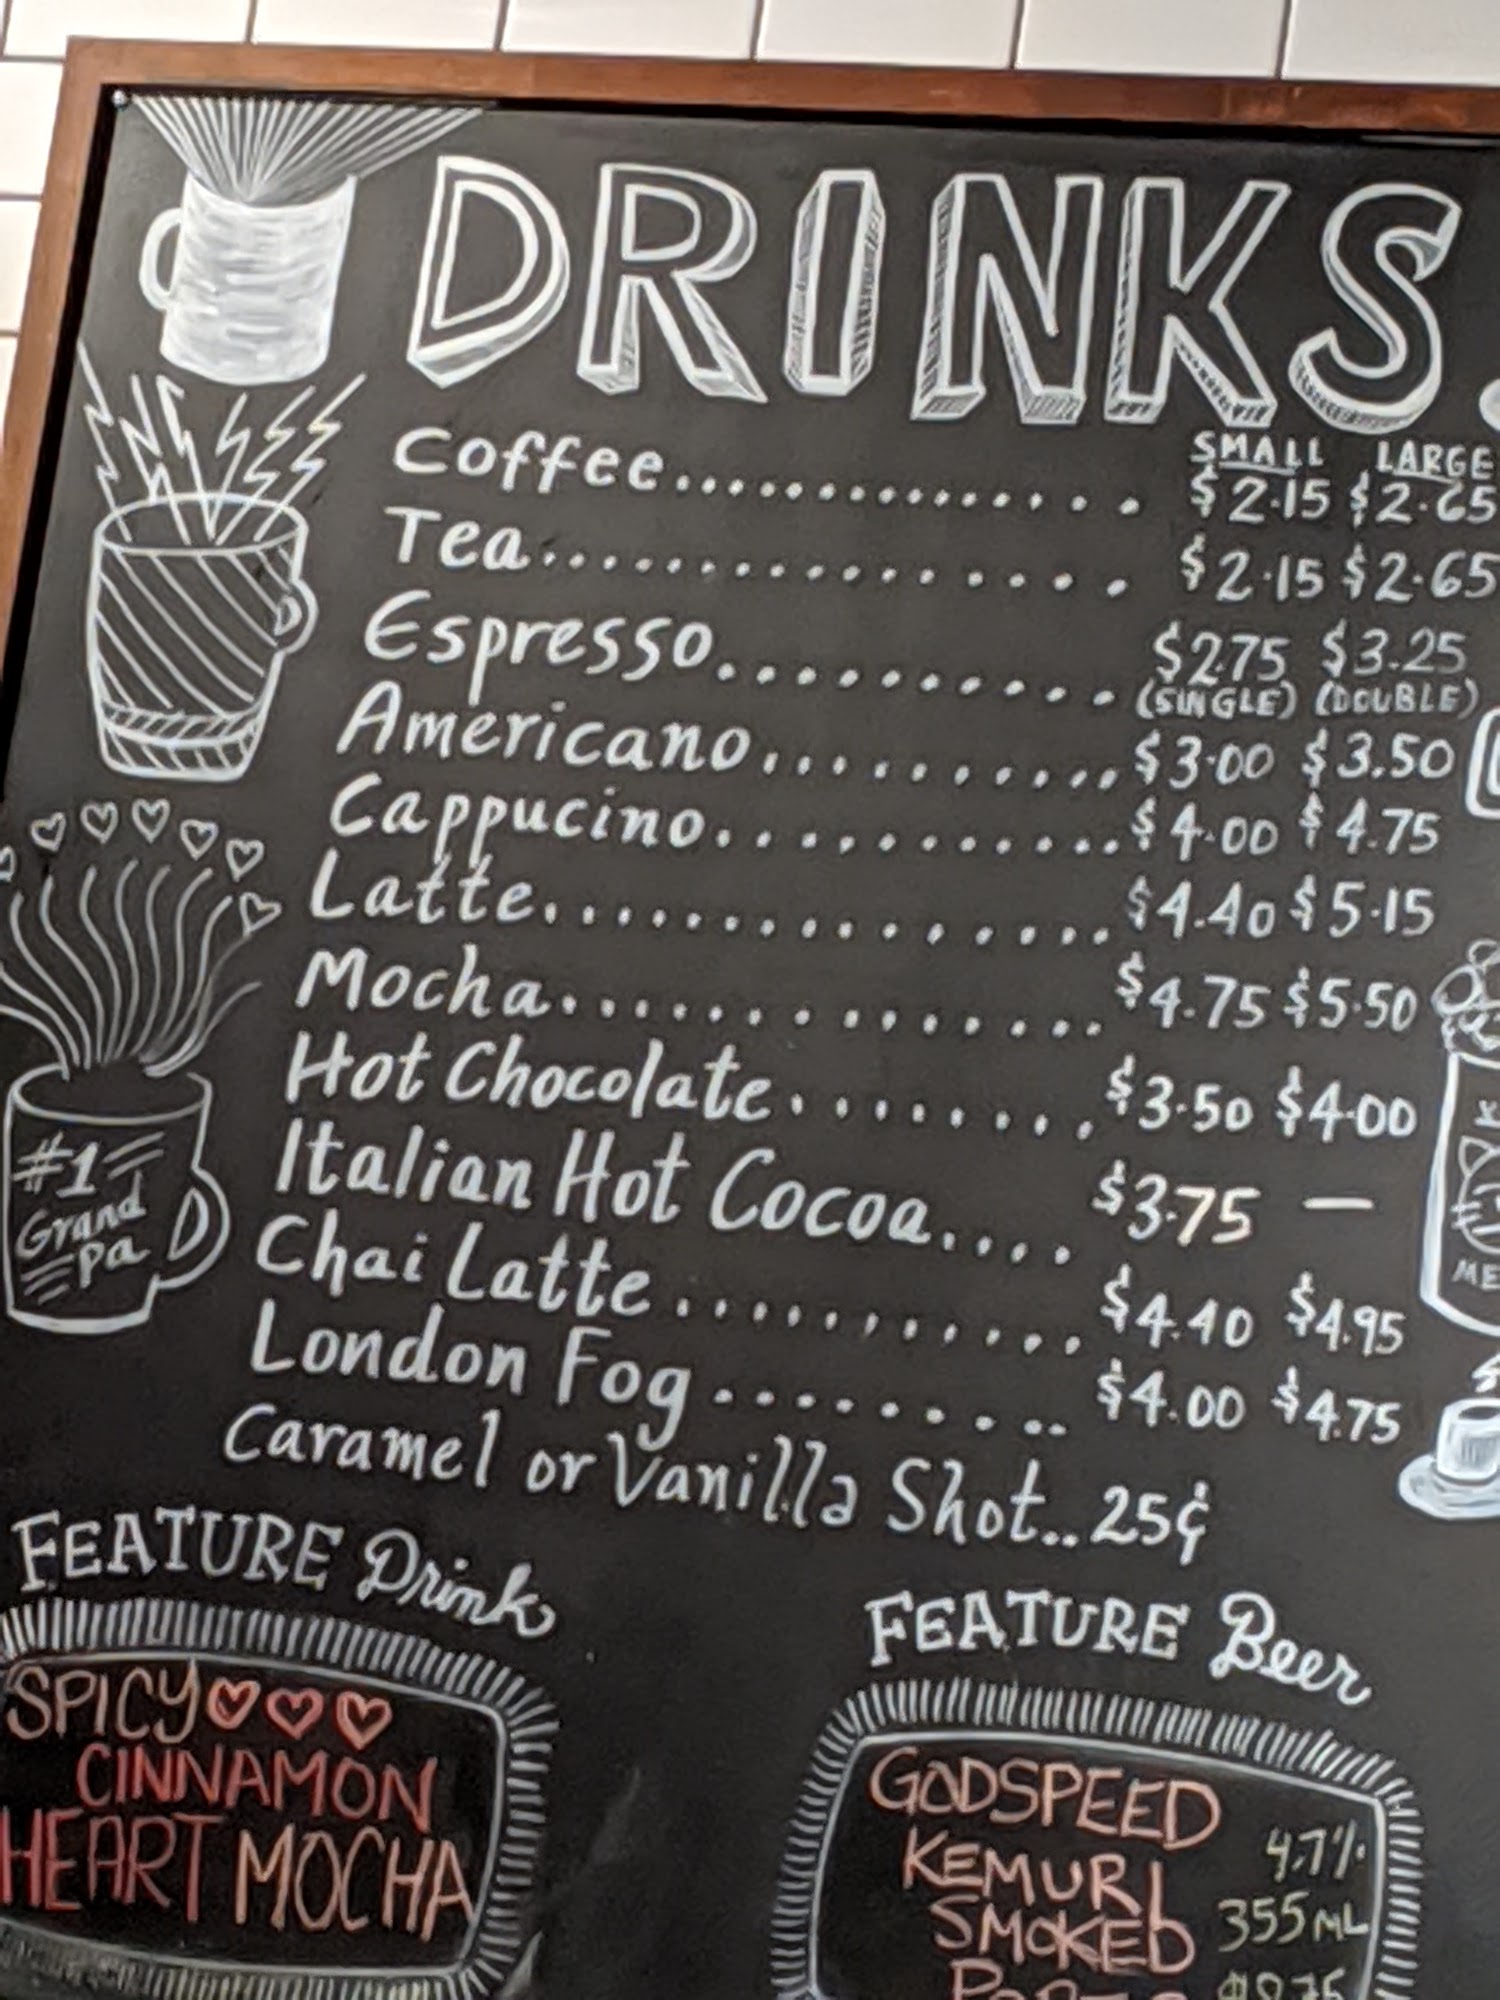 DRINKS.
SMALL LARGE
Coffee............... $2.15 $2.65
Tea................. $2.15 $2.65
Espresso........... $2.75 $3.25
(SINGLE) (DOUBLE)
Americano........... $3.00 $3.50
Cappucino............ $4.00 $4.75
Latte................ $4.40 $5.15
Mocha............... $4.75 $5.50
Hot Chocolate........ $3.50 $4.00
Italian Hot Cocoa.... $3.75 —
Chai Latte........... $4.40 $4.95
London Fog......... $4.00 $4.75
Caramel or Vanilla Shot.. 25¢
#1
Grand
pa
ME
FEATURE Drink
SPICY
CINNAMON
HEART MOCHA
FEATURE Beer
GODSPEED
KEMURI 4.7%
SMOKED 355ML